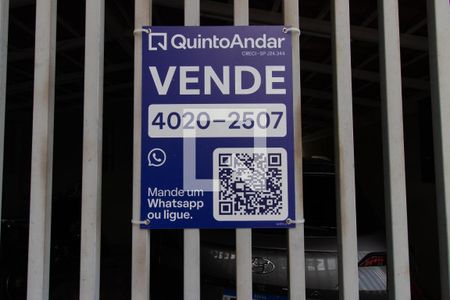 QuintoAndar
CRECI-SP J24.344
VENDE
4020-2507
Mande um
Whatsapp
ou ligue.